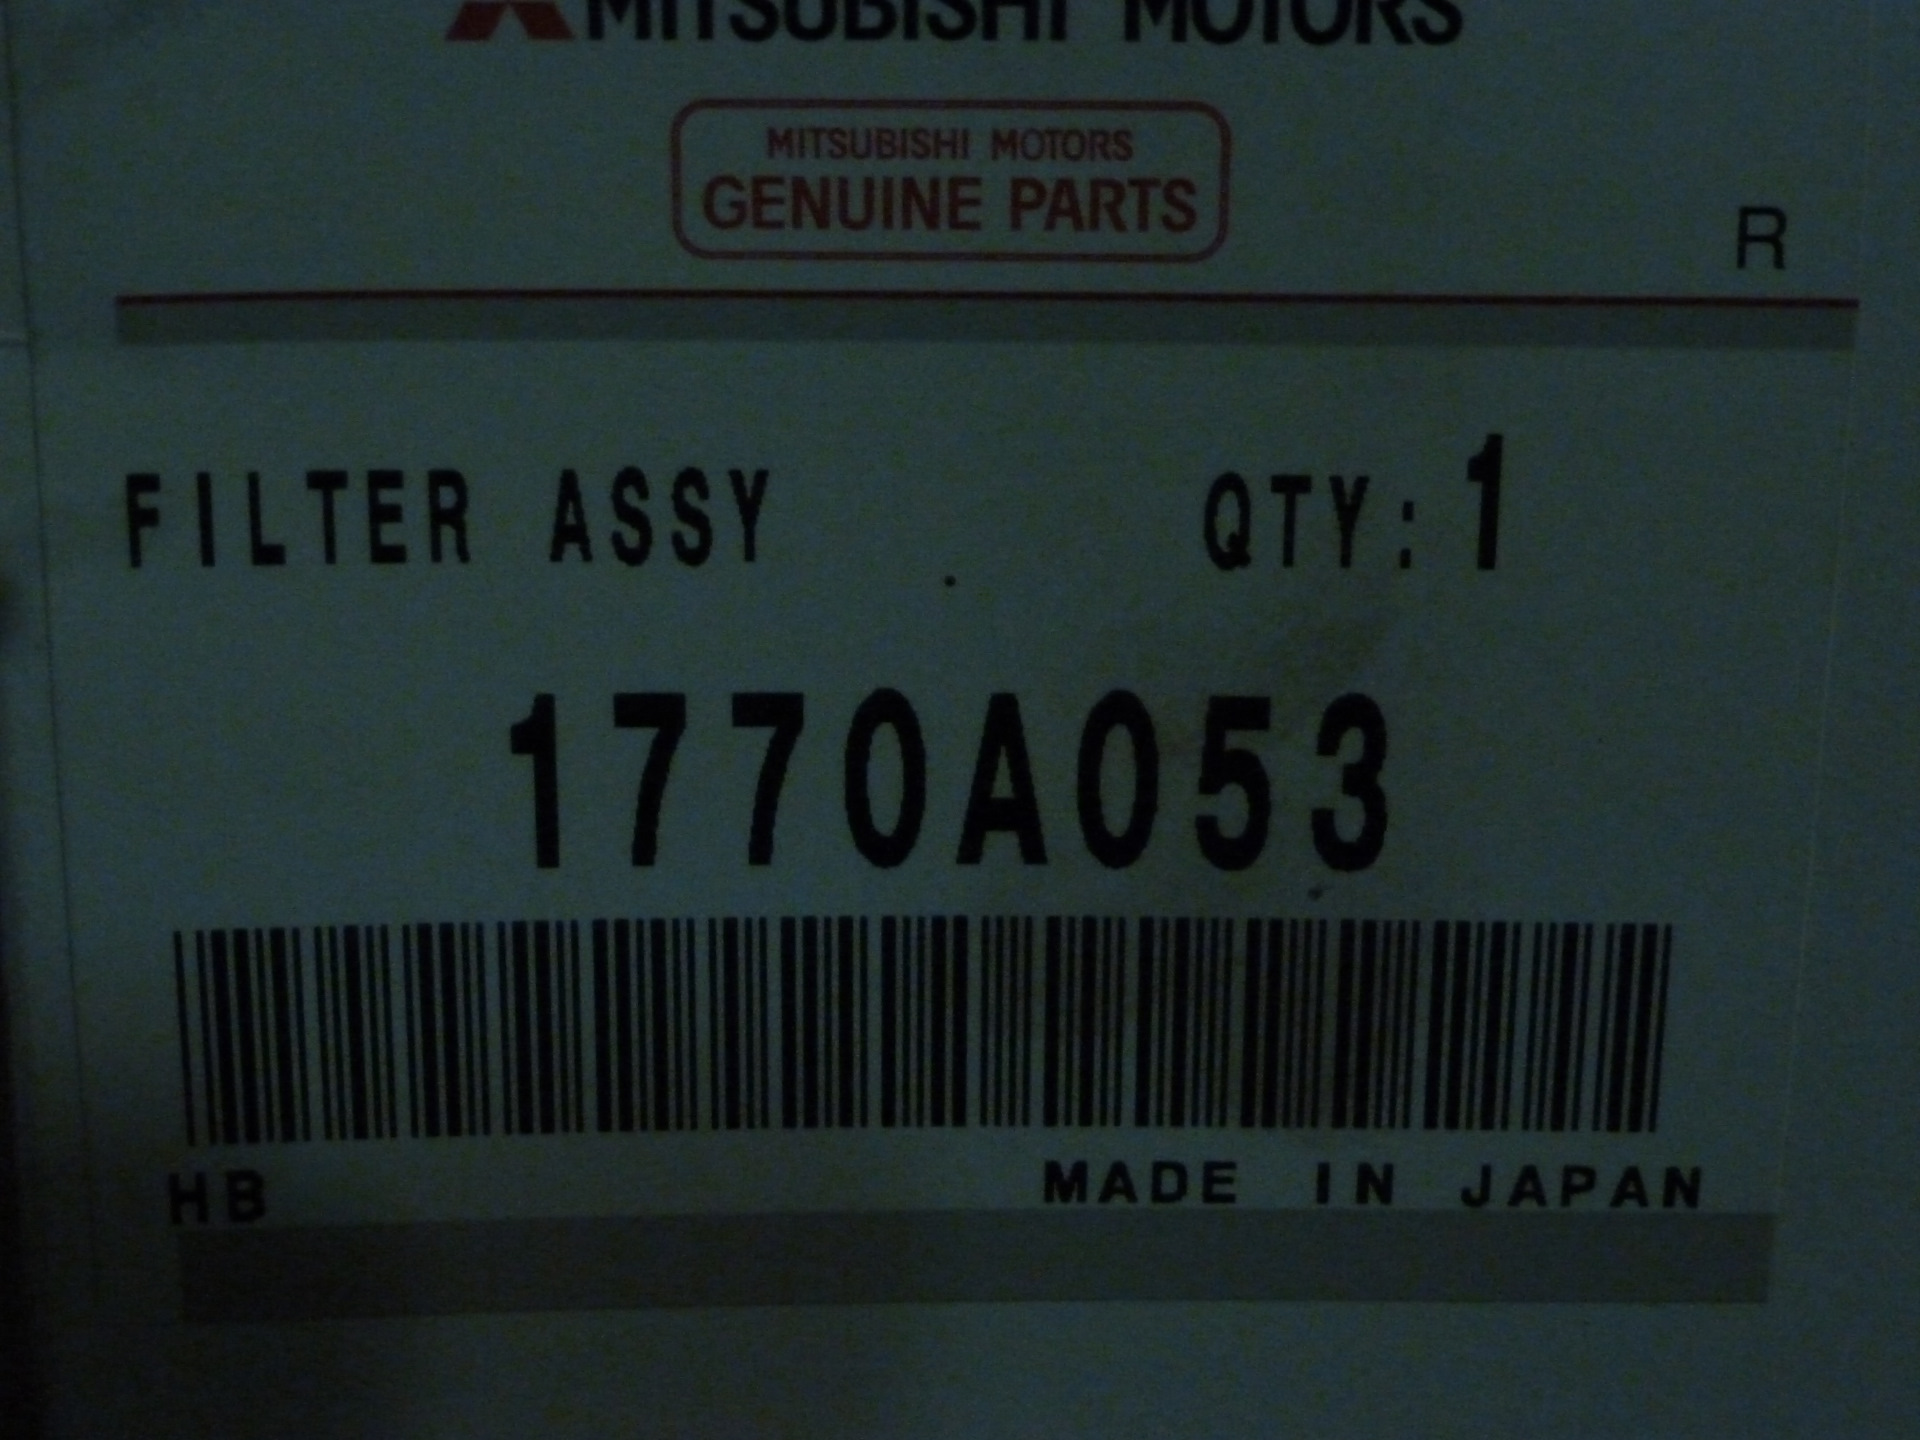 MITSUBISHI MOTORS
MITSUBISHI MOTORS
GENUINE PARTS
R
FILTER ASSY QTY: 1
1770A053
HB MADE IN JAPAN